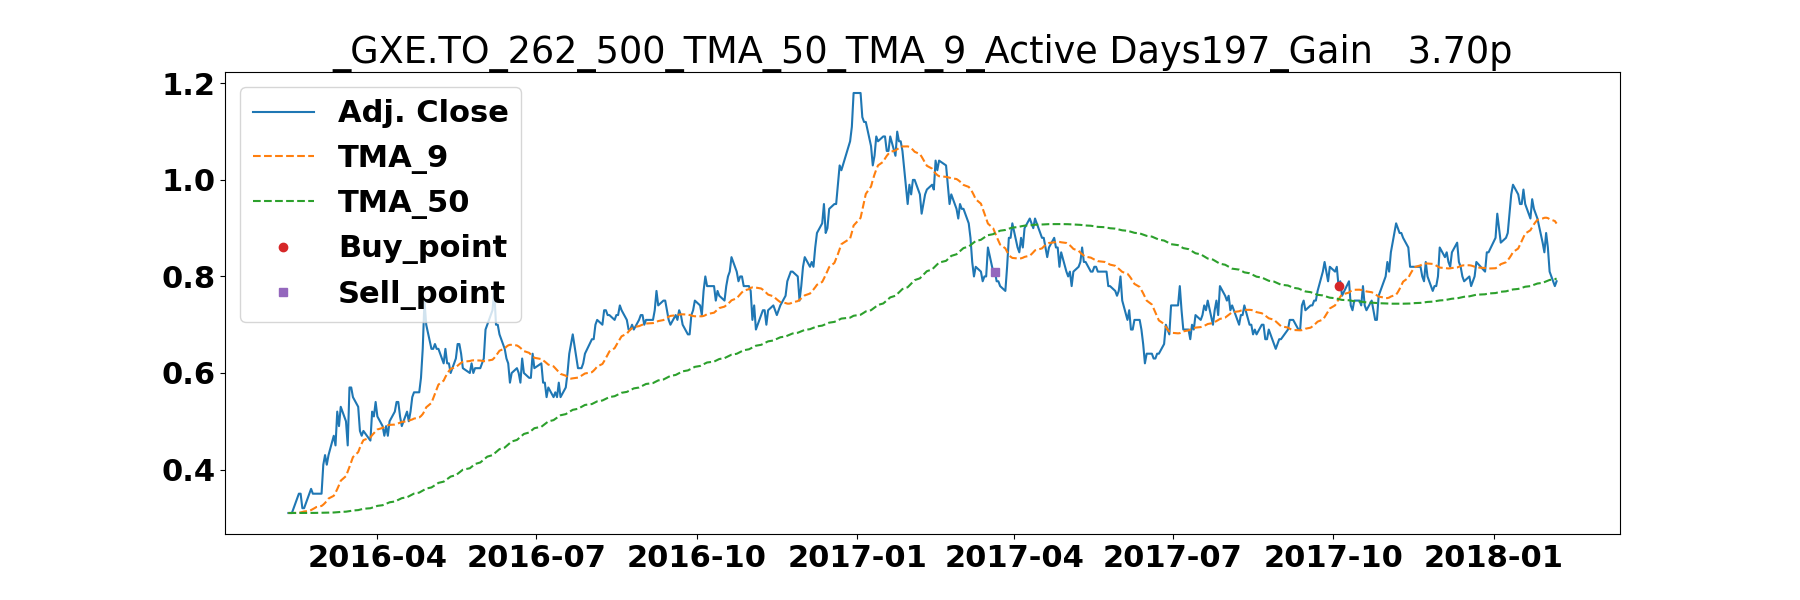 _GXE.TO_262_500_TMA_50_TMA_9_Active Days197_Gain   3.70p
1.2
1.0
0.8
0.6
0.4
Adj. Close
TMA_9
TMA_50
Buy_point
Sell_point
2016-04
2016-07
2016-10
2017-01
2017-04
2017-07
2017-10
2018-01